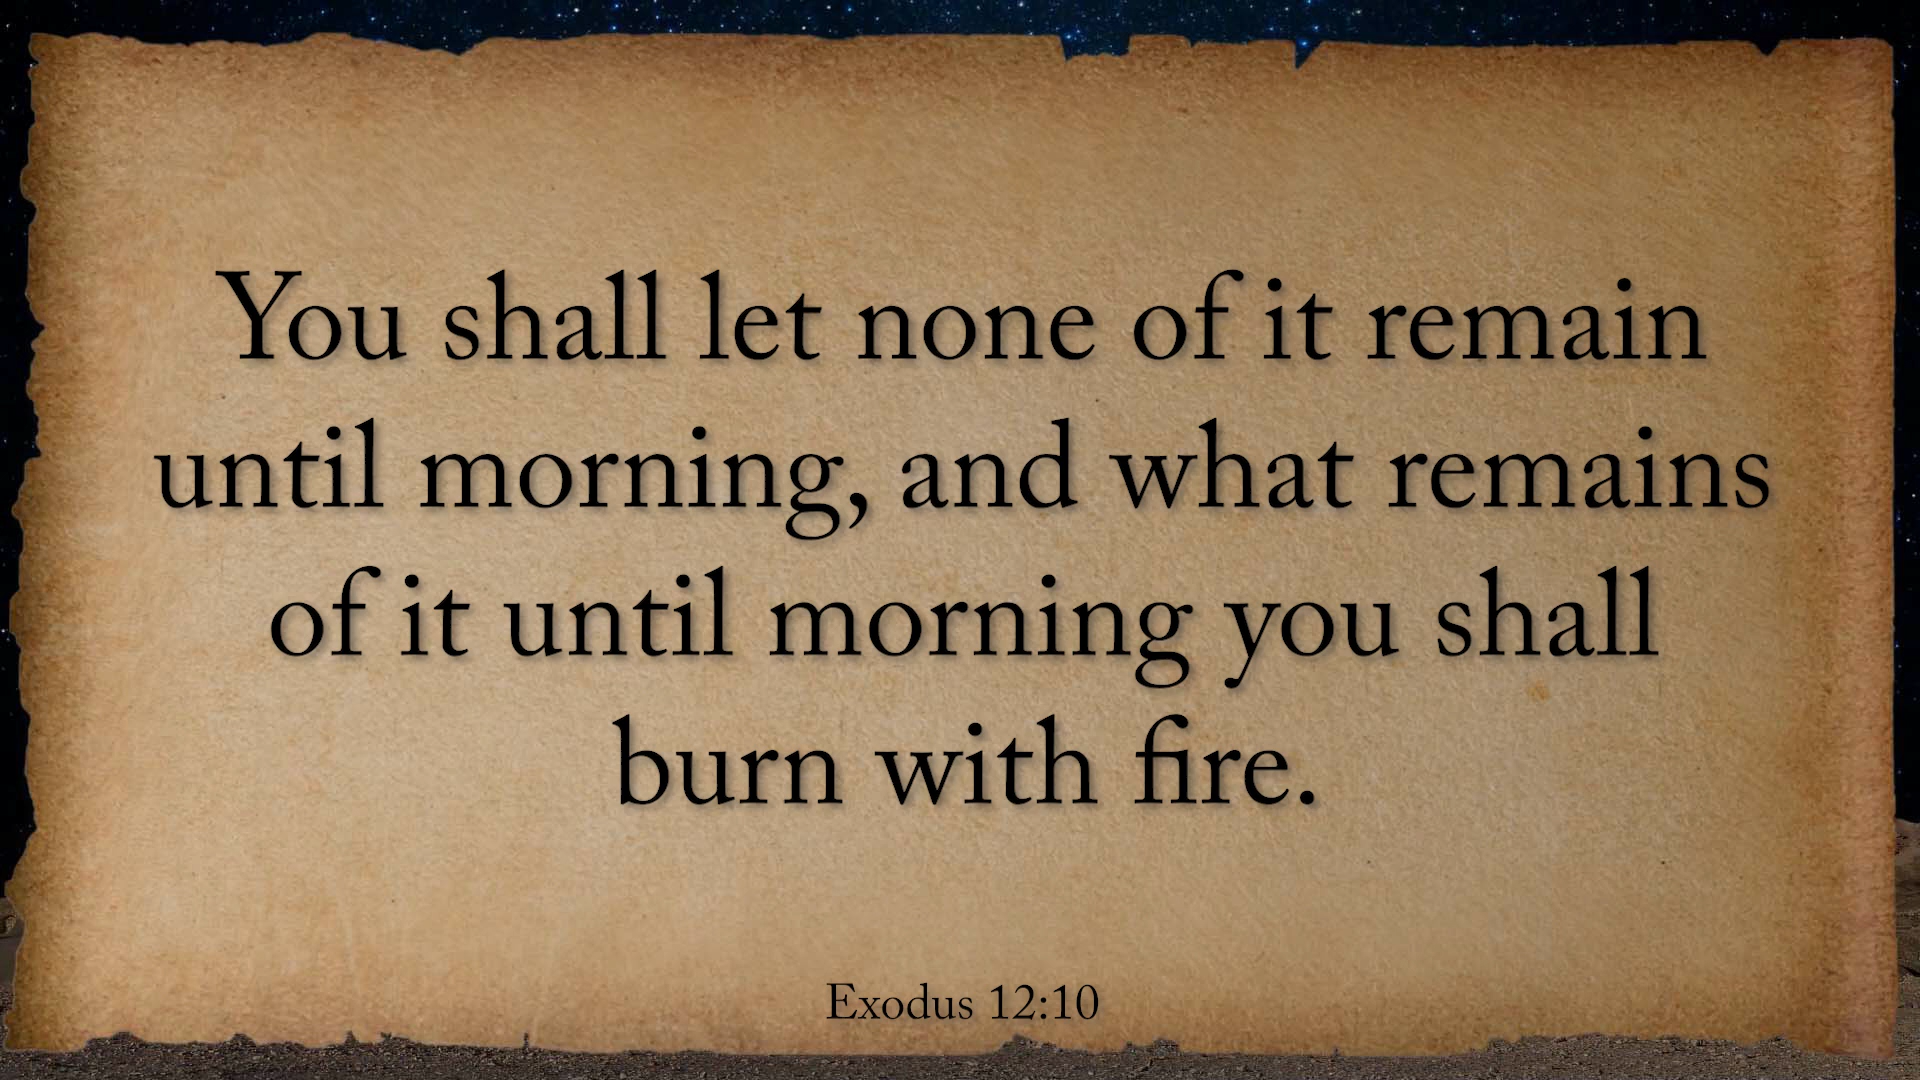 You shall let none of it remain
until morning, and what remains
of it until morning you shall
burn with fire.
Exodus 12:10